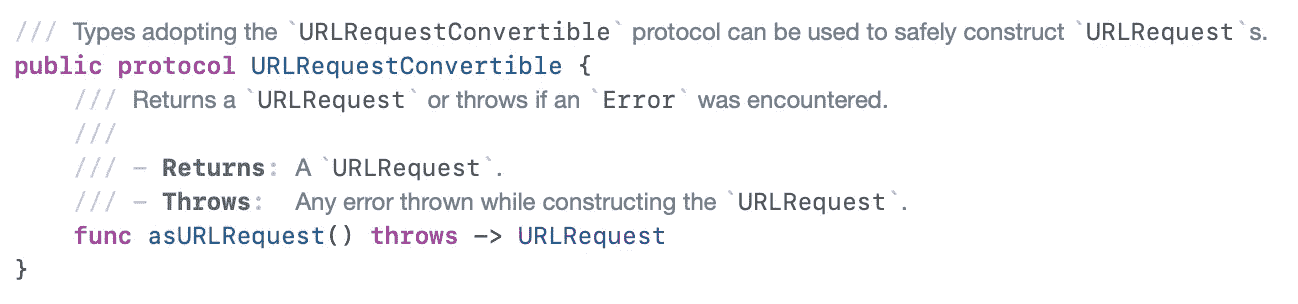 /// Types adopting the `URLRequestConvertible` protocol can be used to safely construct `URLRequest`s.
public protocol URLRequestConvertible {
    /// Returns a `URLRequest` or throws if an `Error` was encountered.
    ///
    /// - Returns: A `URLRequest`.
    /// - Throws:  Any error thrown while constructing the `URLRequest`.
    func asURLRequest() throws -> URLRequest
}